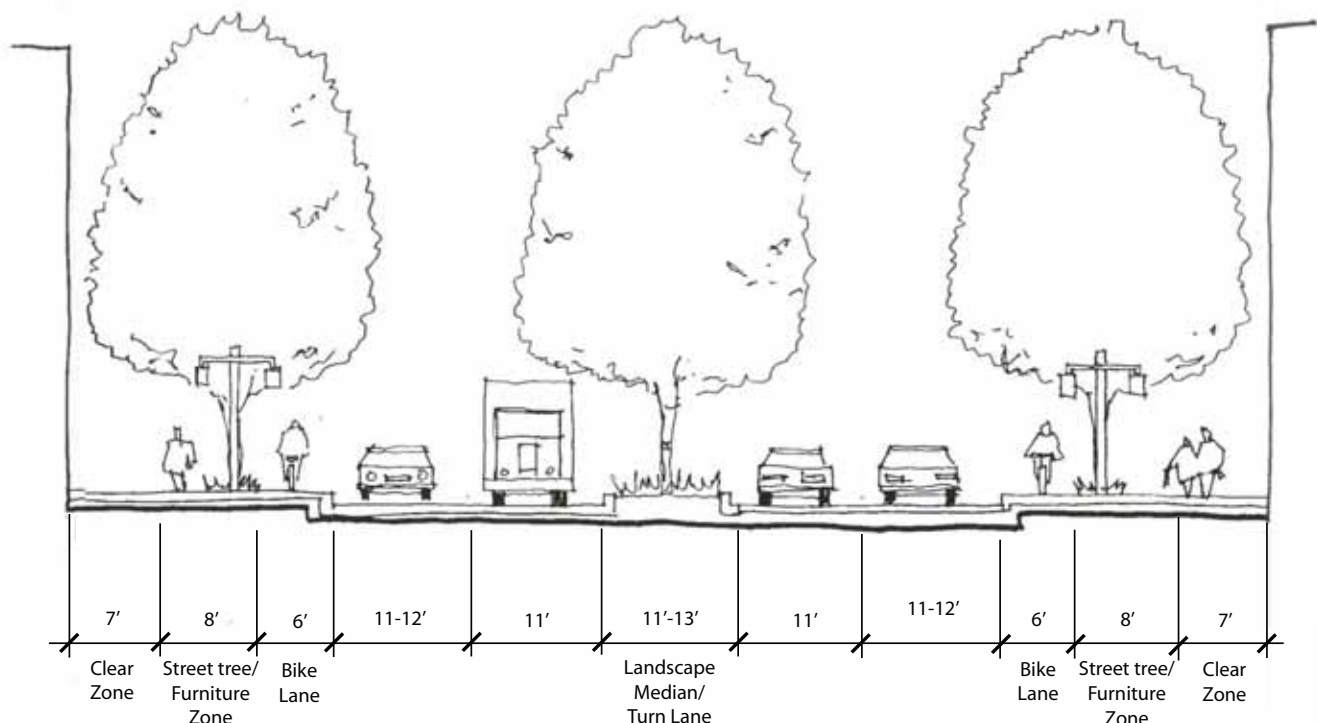 7’ 8’ 6’ 11-12’ 11’ 11’-13’ 11’ 11-12’ 6’ 8’ 7’
Clear
Zone
Street tree/
Furniture
Zone
Bike
Lane
Landscape
Median/
Turn Lane
Bike
Lane
Street tree/
Furniture
Zone
Clear
Zone